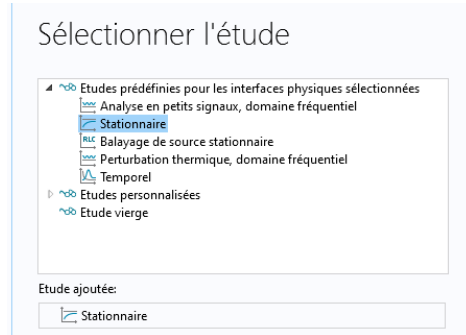 Sélectionner l'étude
Etudes prédéfinies pour les interfaces physiques sélectionnées
Analyse en petits signaux, domaine fréquentiel
Stationnaire
RLC Balayage de source stationnaire
Perturbation thermique, domaine fréquentiel
Temporel
Etudes personnalisées
Etude vierge
Etude ajoutée:
Stationnaire